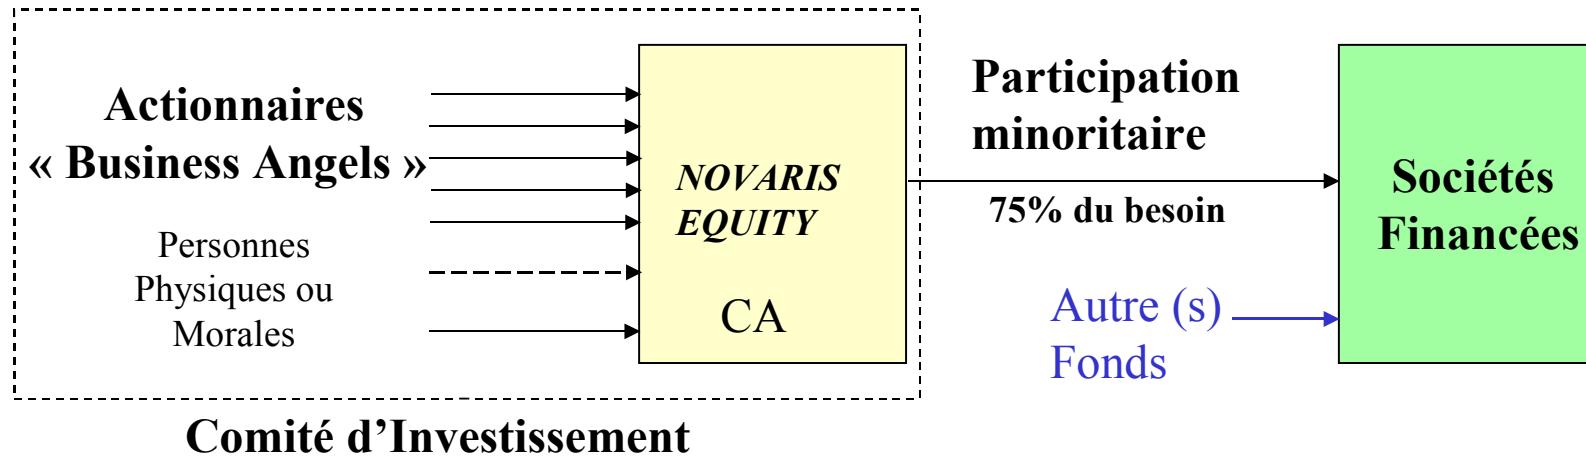 Actionnaires
« Business Angels »
Personnes
Physiques ou
Morales
NOVARIS
EQUITY
CA
Participation
minoritaire
75% du besoin
Autre (s)
Fonds
Sociétés
Financées
Comité d’Investissement